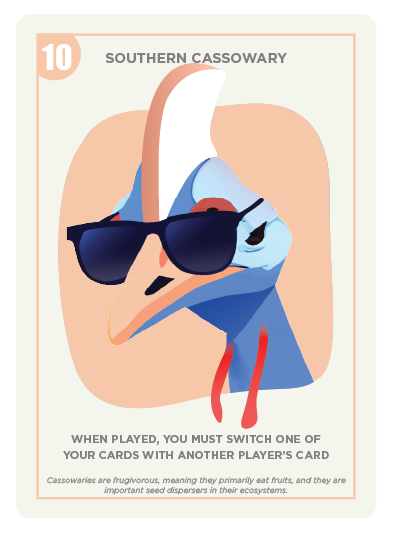 10
SOUTHERN CASSOWARY
WHEN PLAYED, YOU MUST SWITCH ONE OF
YOUR CARDS WITH ANOTHER PLAYER'S CARD
Cassowaries are frugivorous, meaning they primarily eat fruits, and they are
important seed dispersers in their ecosystems.